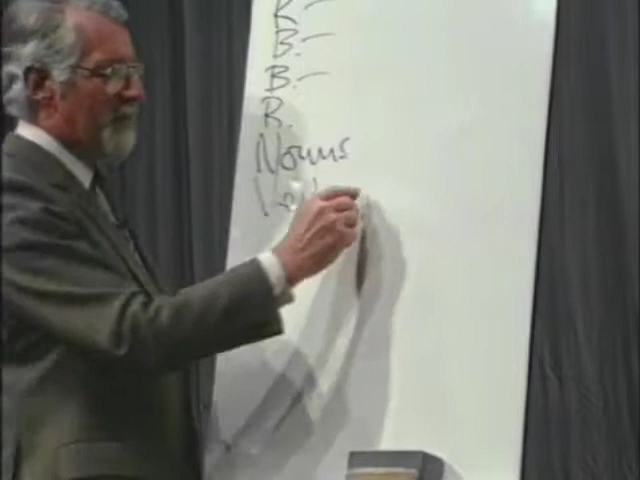 R. –
B. –
B. –
R.
Nouns